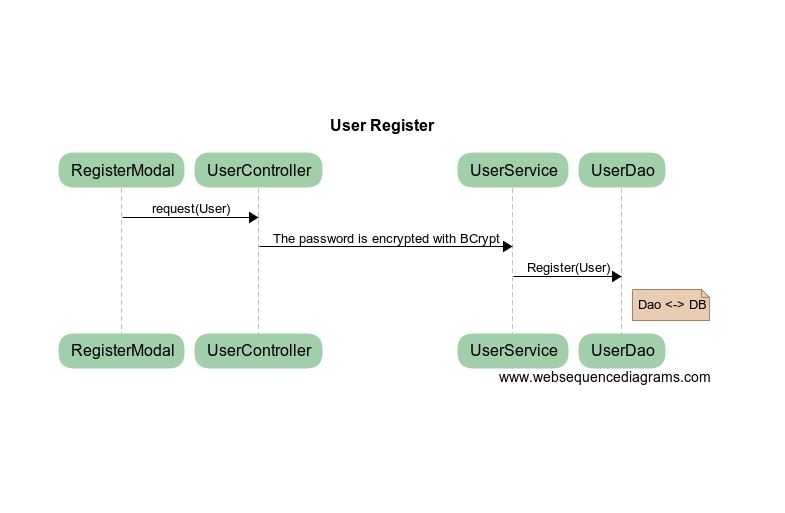 User Register
RegisterModal
UserController
UserService
UserDao
request(User)
The password is encrypted with BCrypt
Register(User)
Dao <-> DB
RegisterModal
UserController
UserService
UserDao
www.websequencediagrams.com